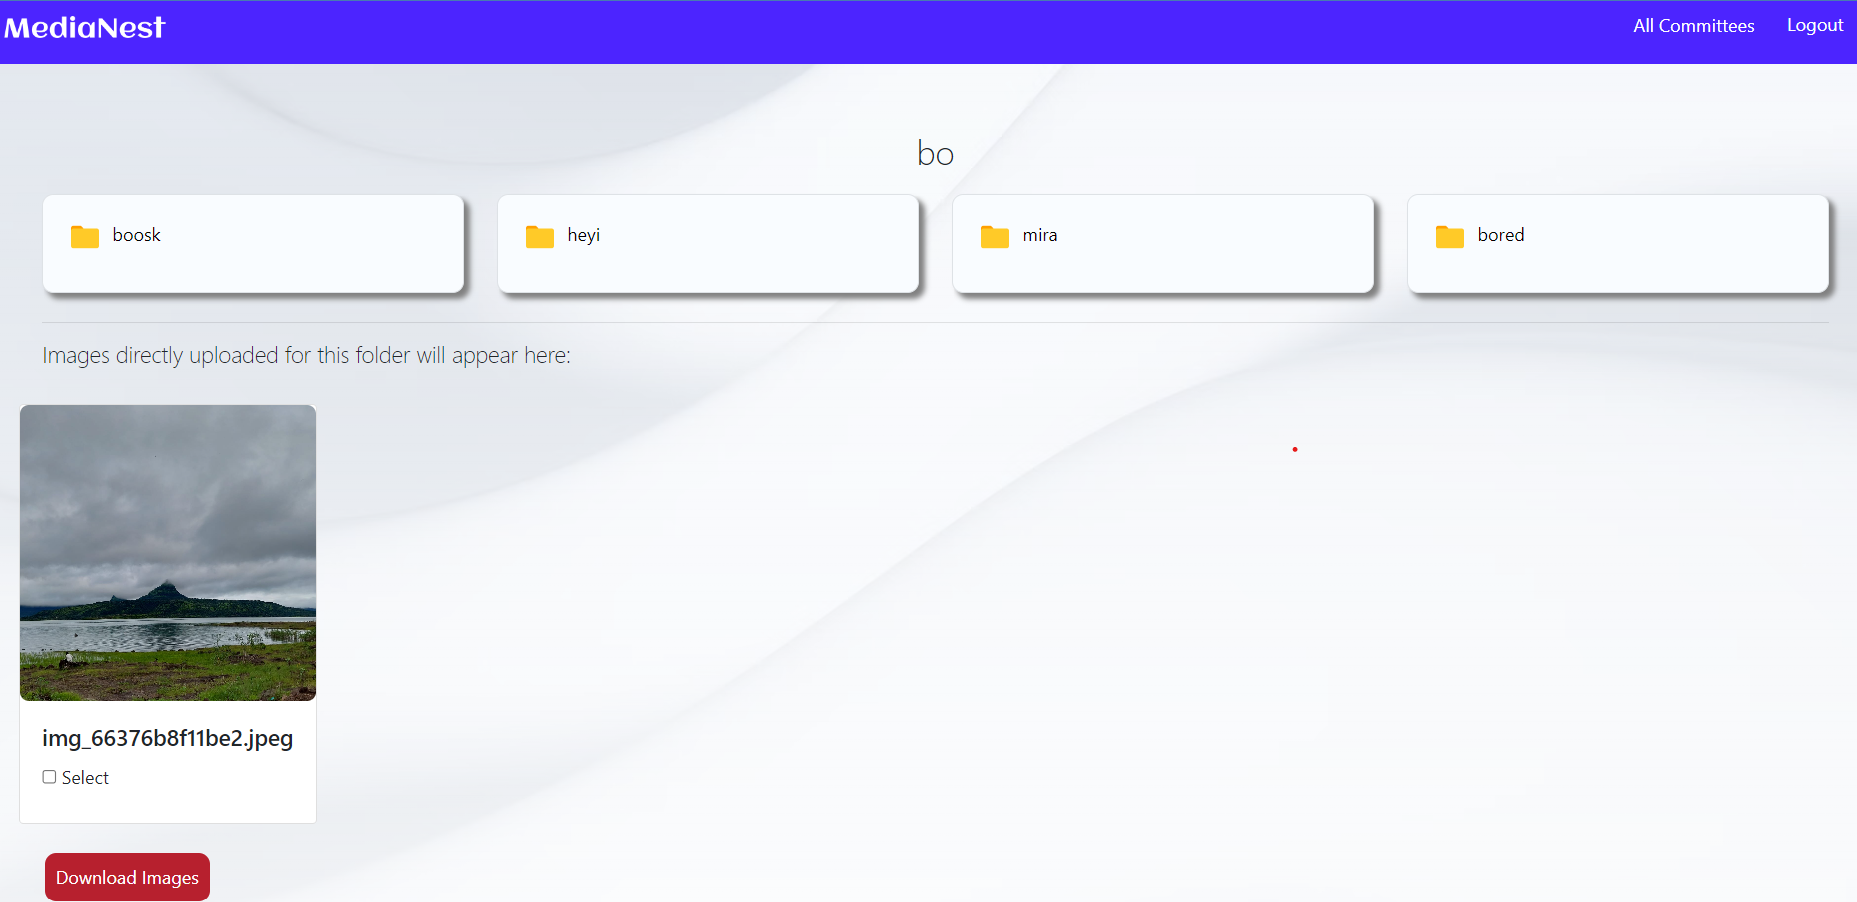 MediaNest
All Committees
Logout
bo
boosk
heyi
mira
bored
Images directly uploaded for this folder will appear here:
img_66376b8f11be2.jpeg
Select
Download Images